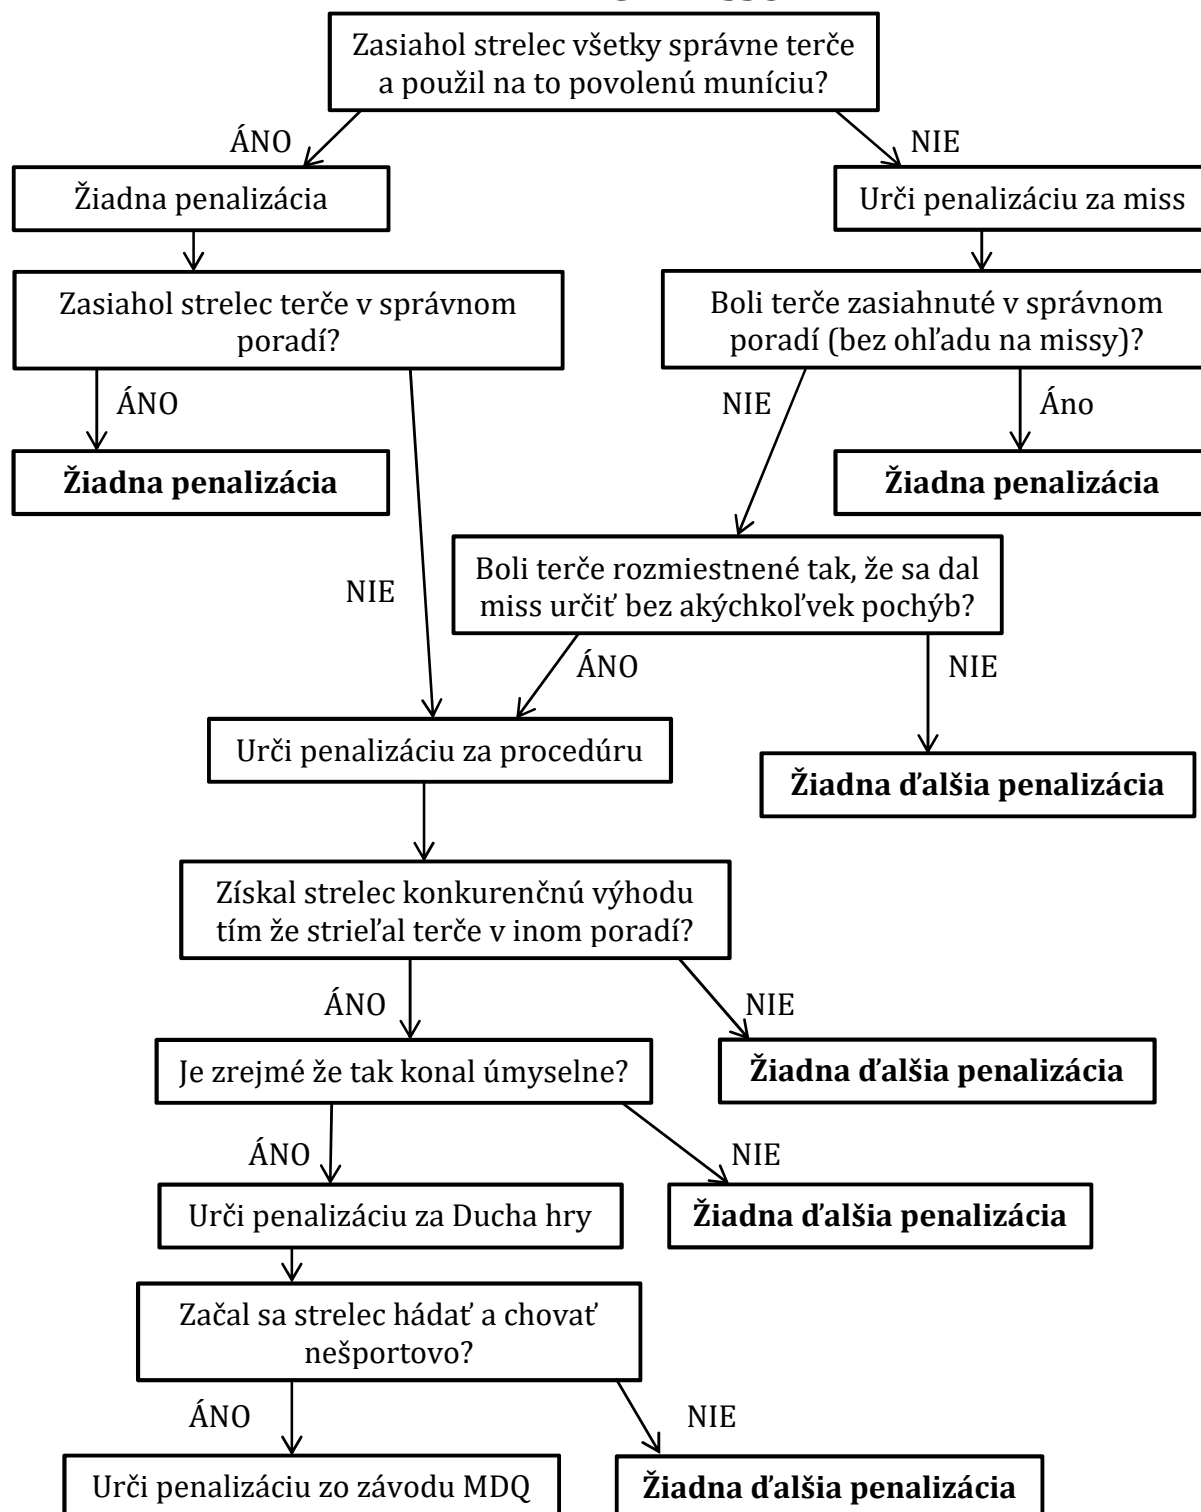 Zasiahol strelec všetky správne terče
a použil na to povolenú muníciu?
ÁNO
NIE
Žiadna penalizácia
Urči penalizáciu za miss
Zasiahol strelec terče v správnom
poradí?
Boli terče zasiahnuté v správnom
poradí (bez ohľadu na missy)?
ÁNO
NIE
Áno
Žiadna penalizácia
Žiadna penalizácia
Boli terče rozmiestnené tak, že sa dal
miss určiť bez akýchkoľvek pochýb?
NIE
ÁNO
NIE
Urči penalizáciu za procedúru
Žiadna ďalšia penalizácia
Získal strelec konkurenčnú výhodu
tím že strieľal terče v inom poradí?
ÁNO
NIE
Je zrejmé že tak konal úmyselne?
Žiadna ďalšia penalizácia
ÁNO
NIE
Urči penalizáciu za Ducha hry
Žiadna ďalšia penalizácia
Začal sa strelec hádať a chovať
nešportovo?
ÁNO
NIE
Urči penalizáciu zo závodu MDQ
Žiadna ďalšia penalizácia